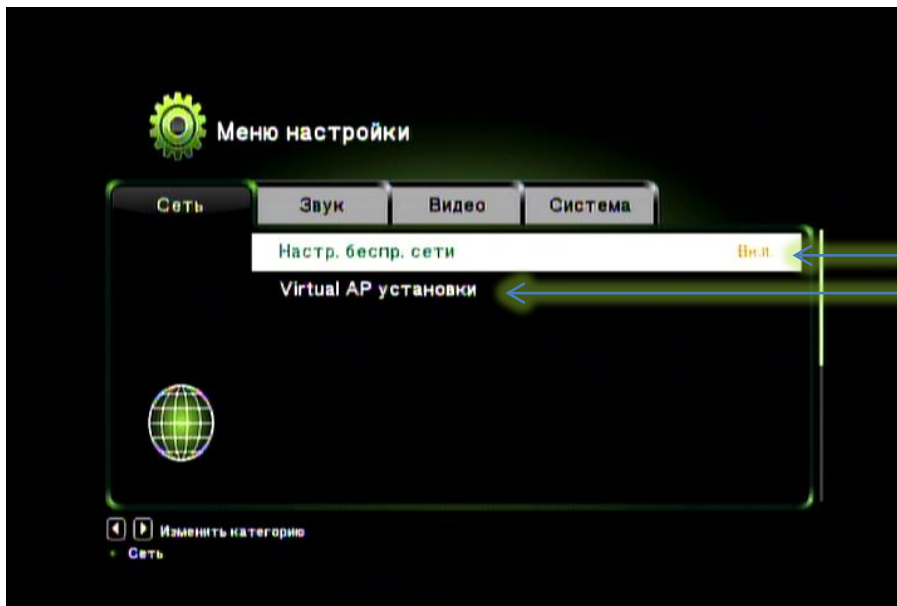 Меню настройки
Сеть Звук Видео Система
Настр. беспр. сети Вкл.
Virtual AP установки
Изменить категорию
Сеть